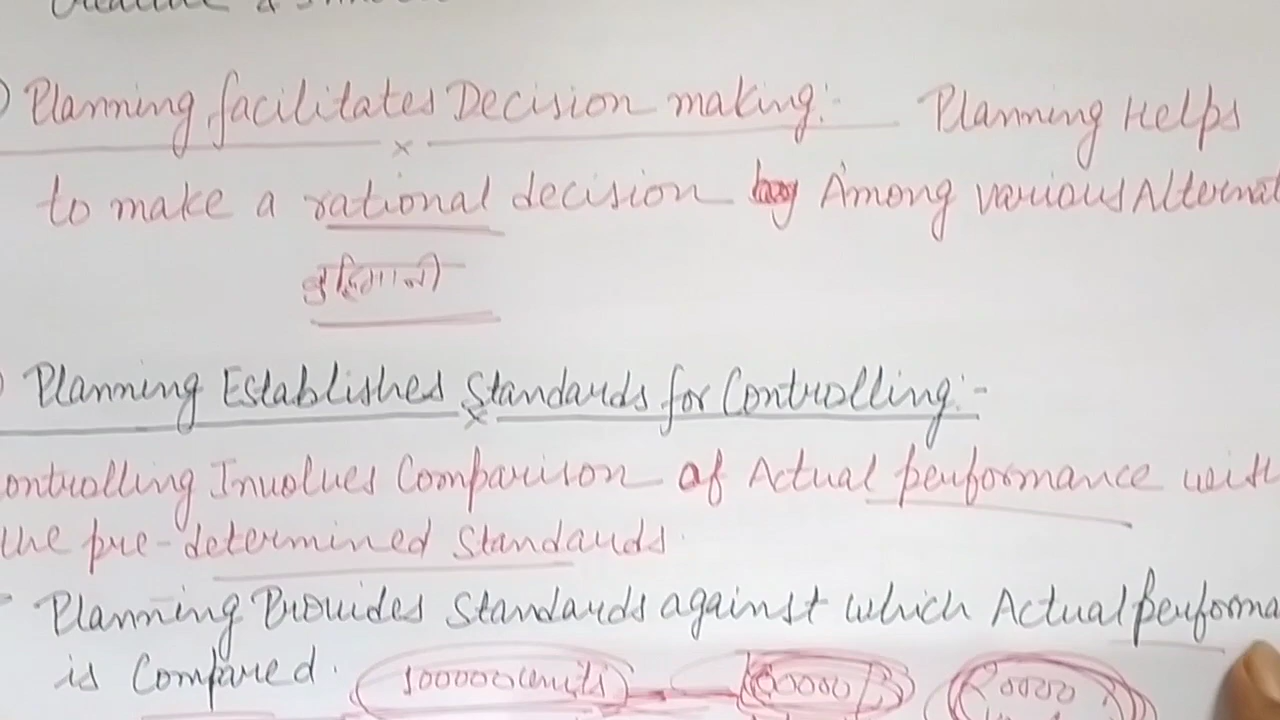 Planning facilitates Decision making:- Planning Helps
to make a rational decision Among various Alternat
बुद्धिमानी
Planning Established Standards for Controlling:-
ontrolling Involves Comparison of Actual performance with
the pre-determined standards.
Planning Provides Standards against which Actual performa
is Compared. 100000 units